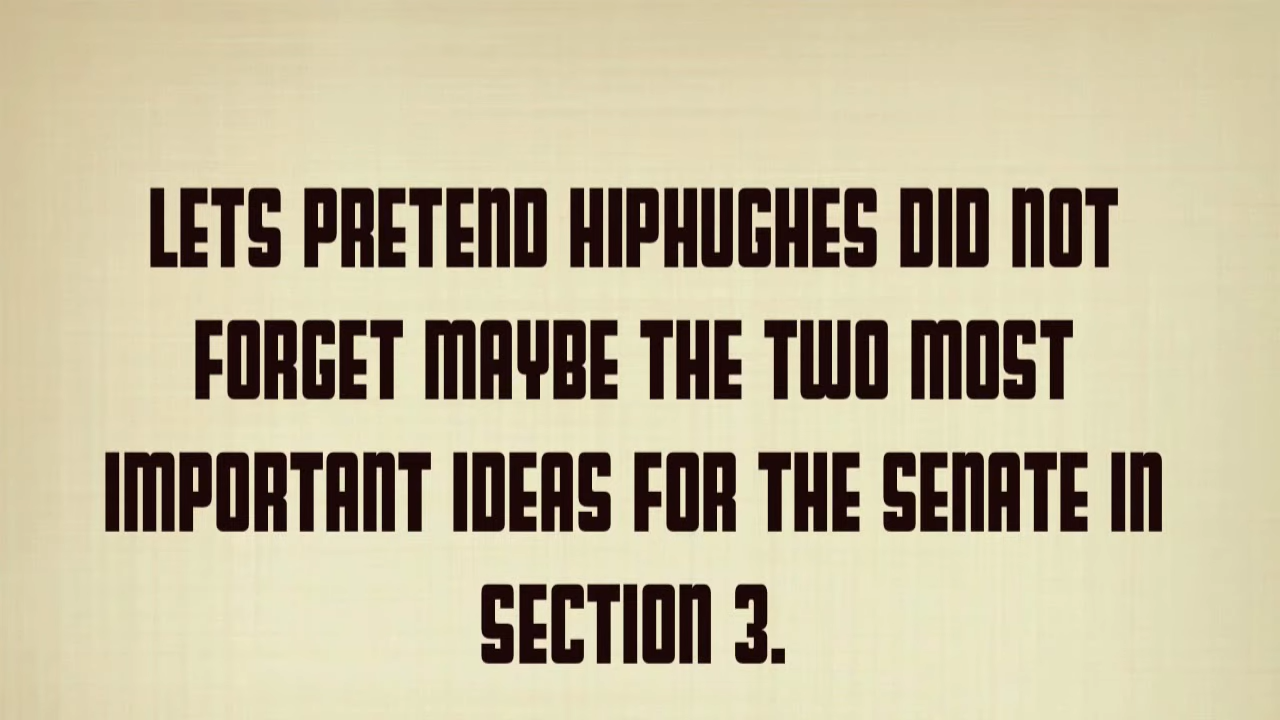 LETS PRETEND HIPHUGHES DID NOT
FORGET MAYBE THE TWO MOST
IMPORTANT IDEAS FOR THE SENATE IN
SECTION 3.